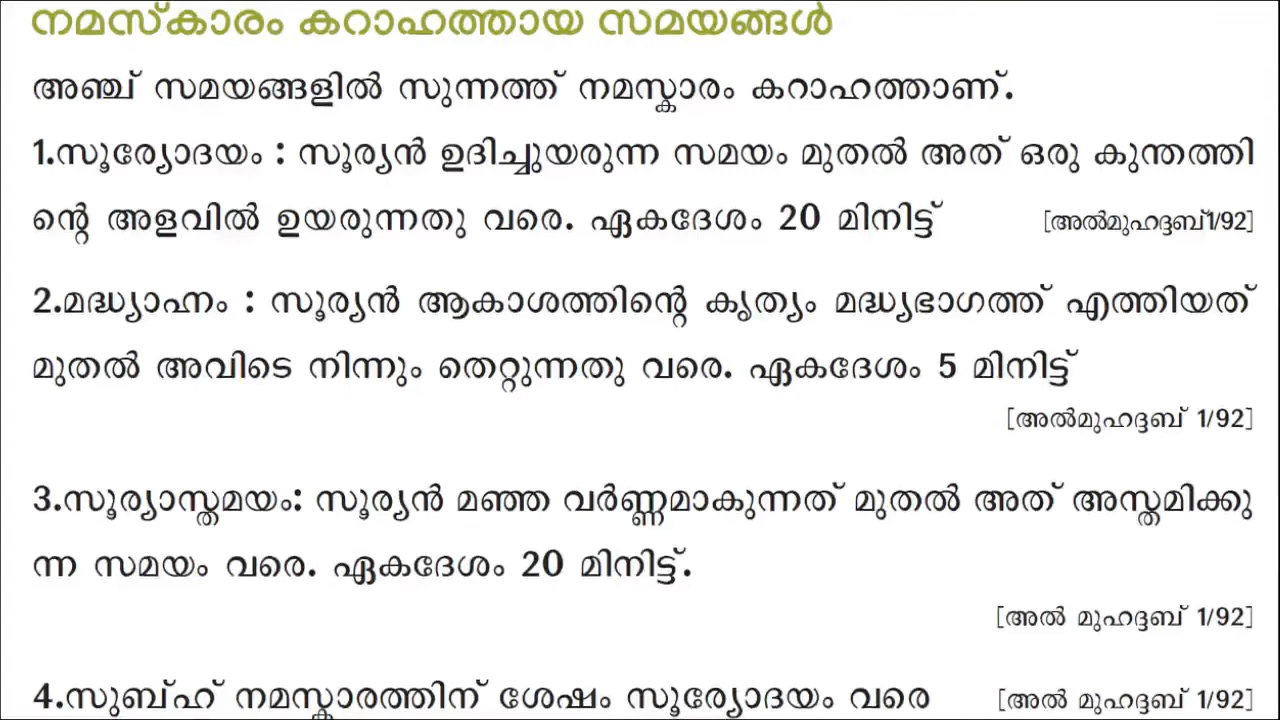 നമസ്കാരം കറാഹത്തായ സമയങ്ങൾ
അഞ്ച് സമയങ്ങളിൽ സുന്നത്ത് നമസ്കാരം കറാഹത്താണ്.
1.സൂര്യോദയം : സൂര്യൻ ഉദിച്ചുയരുന്ന സമയം മുതൽ അത് ഒരു കുന്തത്തി
ന്റെ അളവിൽ ഉയരുന്നതു വരെ. ഏകദേശം 20 മിനിട്ട് [അൽമുഹദ്ദബ്1/92]
2.മദ്ധ്യാഹ്നം : സൂര്യൻ ആകാശത്തിന്റെ കൃത്യം മദ്ധ്യഭാഗത്ത് എത്തിയത്
മുതൽ അവിടെ നിന്നും തെറ്റുന്നതു വരെ. ഏകദേശം 5 മിനിട്ട്
[അൽമുഹദ്ദബ് 1/92]
3.സൂര്യാസ്തമയം: സൂര്യൻ മഞ്ഞ വർണ്ണമാകുന്നത് മുതൽ അത് അസ്തമിക്കു
ന്ന സമയം വരെ. ഏകദേശം 20 മിനിട്ട്.
[അൽ മുഹദ്ദബ് 1/92]
4.സുബ്ഹ് നമസ്കാരത്തിന് ശേഷം സൂര്യോദയം വരെ [അൽ മുഹദ്ദബ് 1/92]